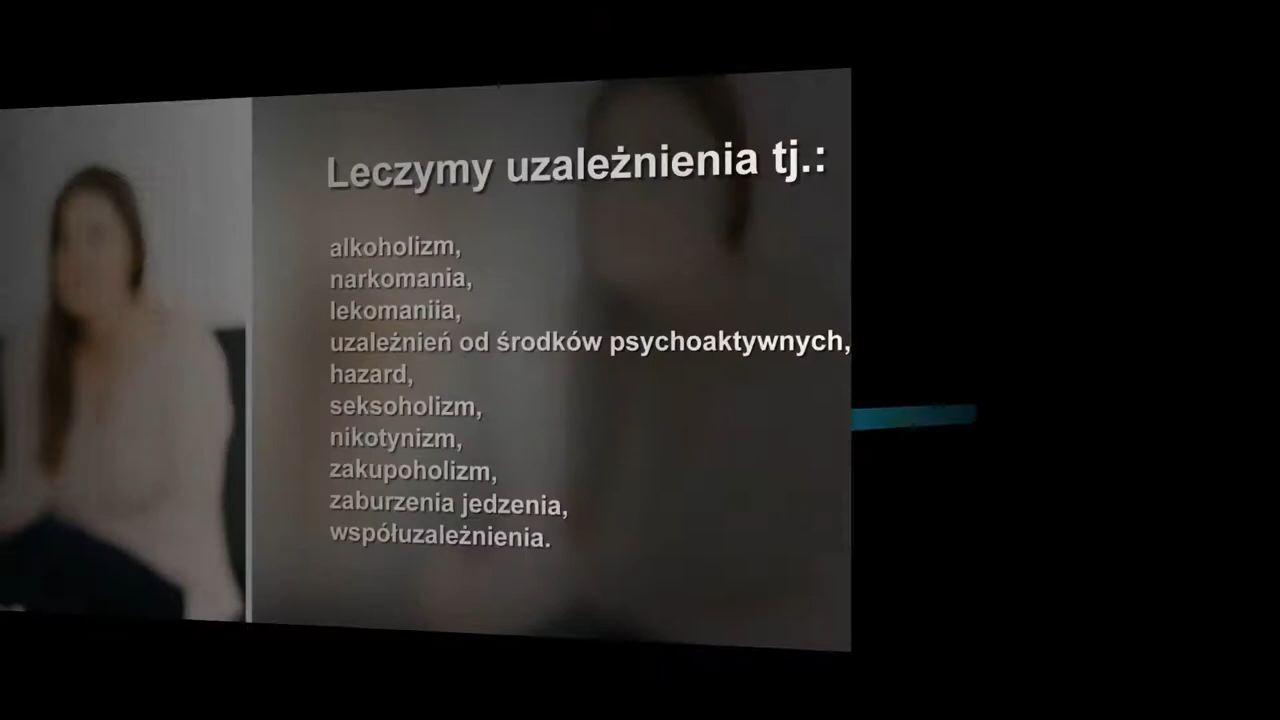 Leczymy uzależnienia tj.:
alkoholizm,
narkomania,
lekomaniia,
uzależnień od środków psychoaktywnych,
hazard,
seksoholizm,
nikotynizm,
zakupoholizm,
zaburzenia jedzenia,
współuzależnienia.